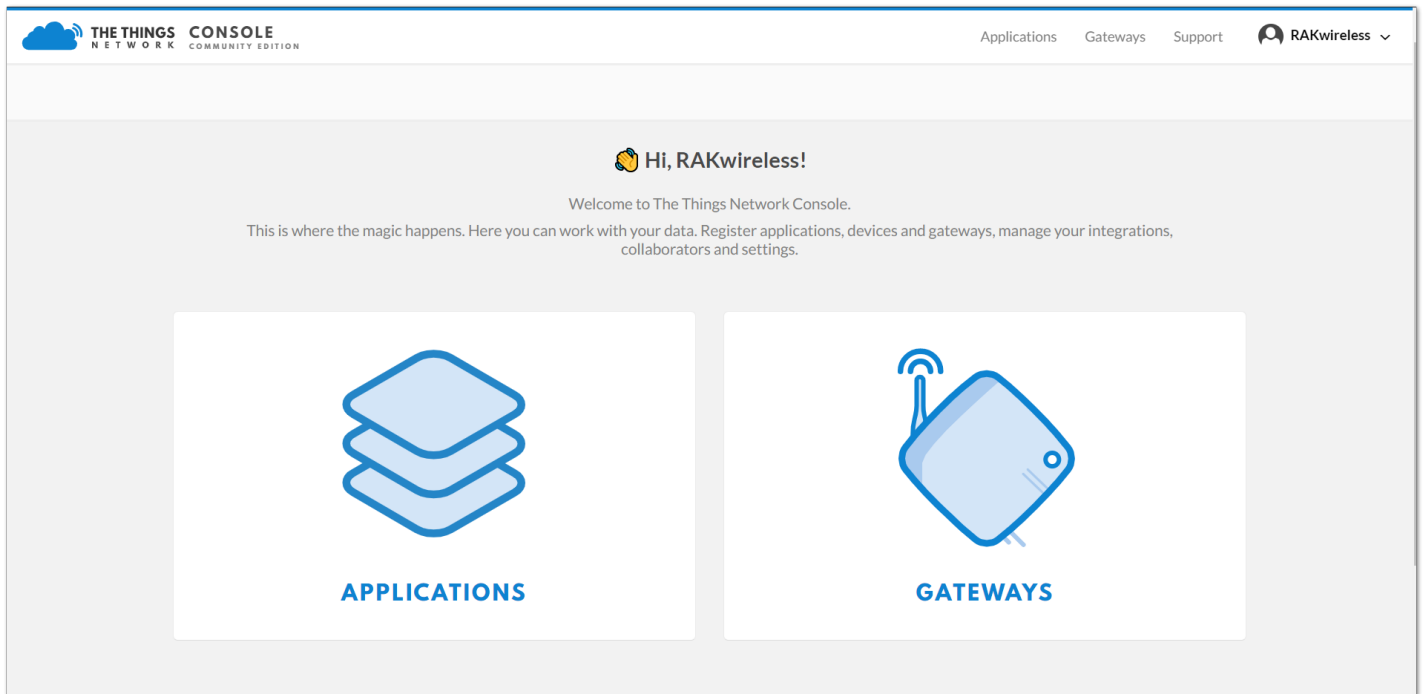 THE THINGS CONSOLE
NETWORK COMMUNITY EDITION
Applications Gateways Support RAKwireless
Hi, RAKwireless!
Welcome to The Things Network Console.
This is where the magic happens. Here you can work with your data. Register applications, devices and gateways, manage your integrations,
collaborators and settings.
APPLICATIONS
GATEWAYS